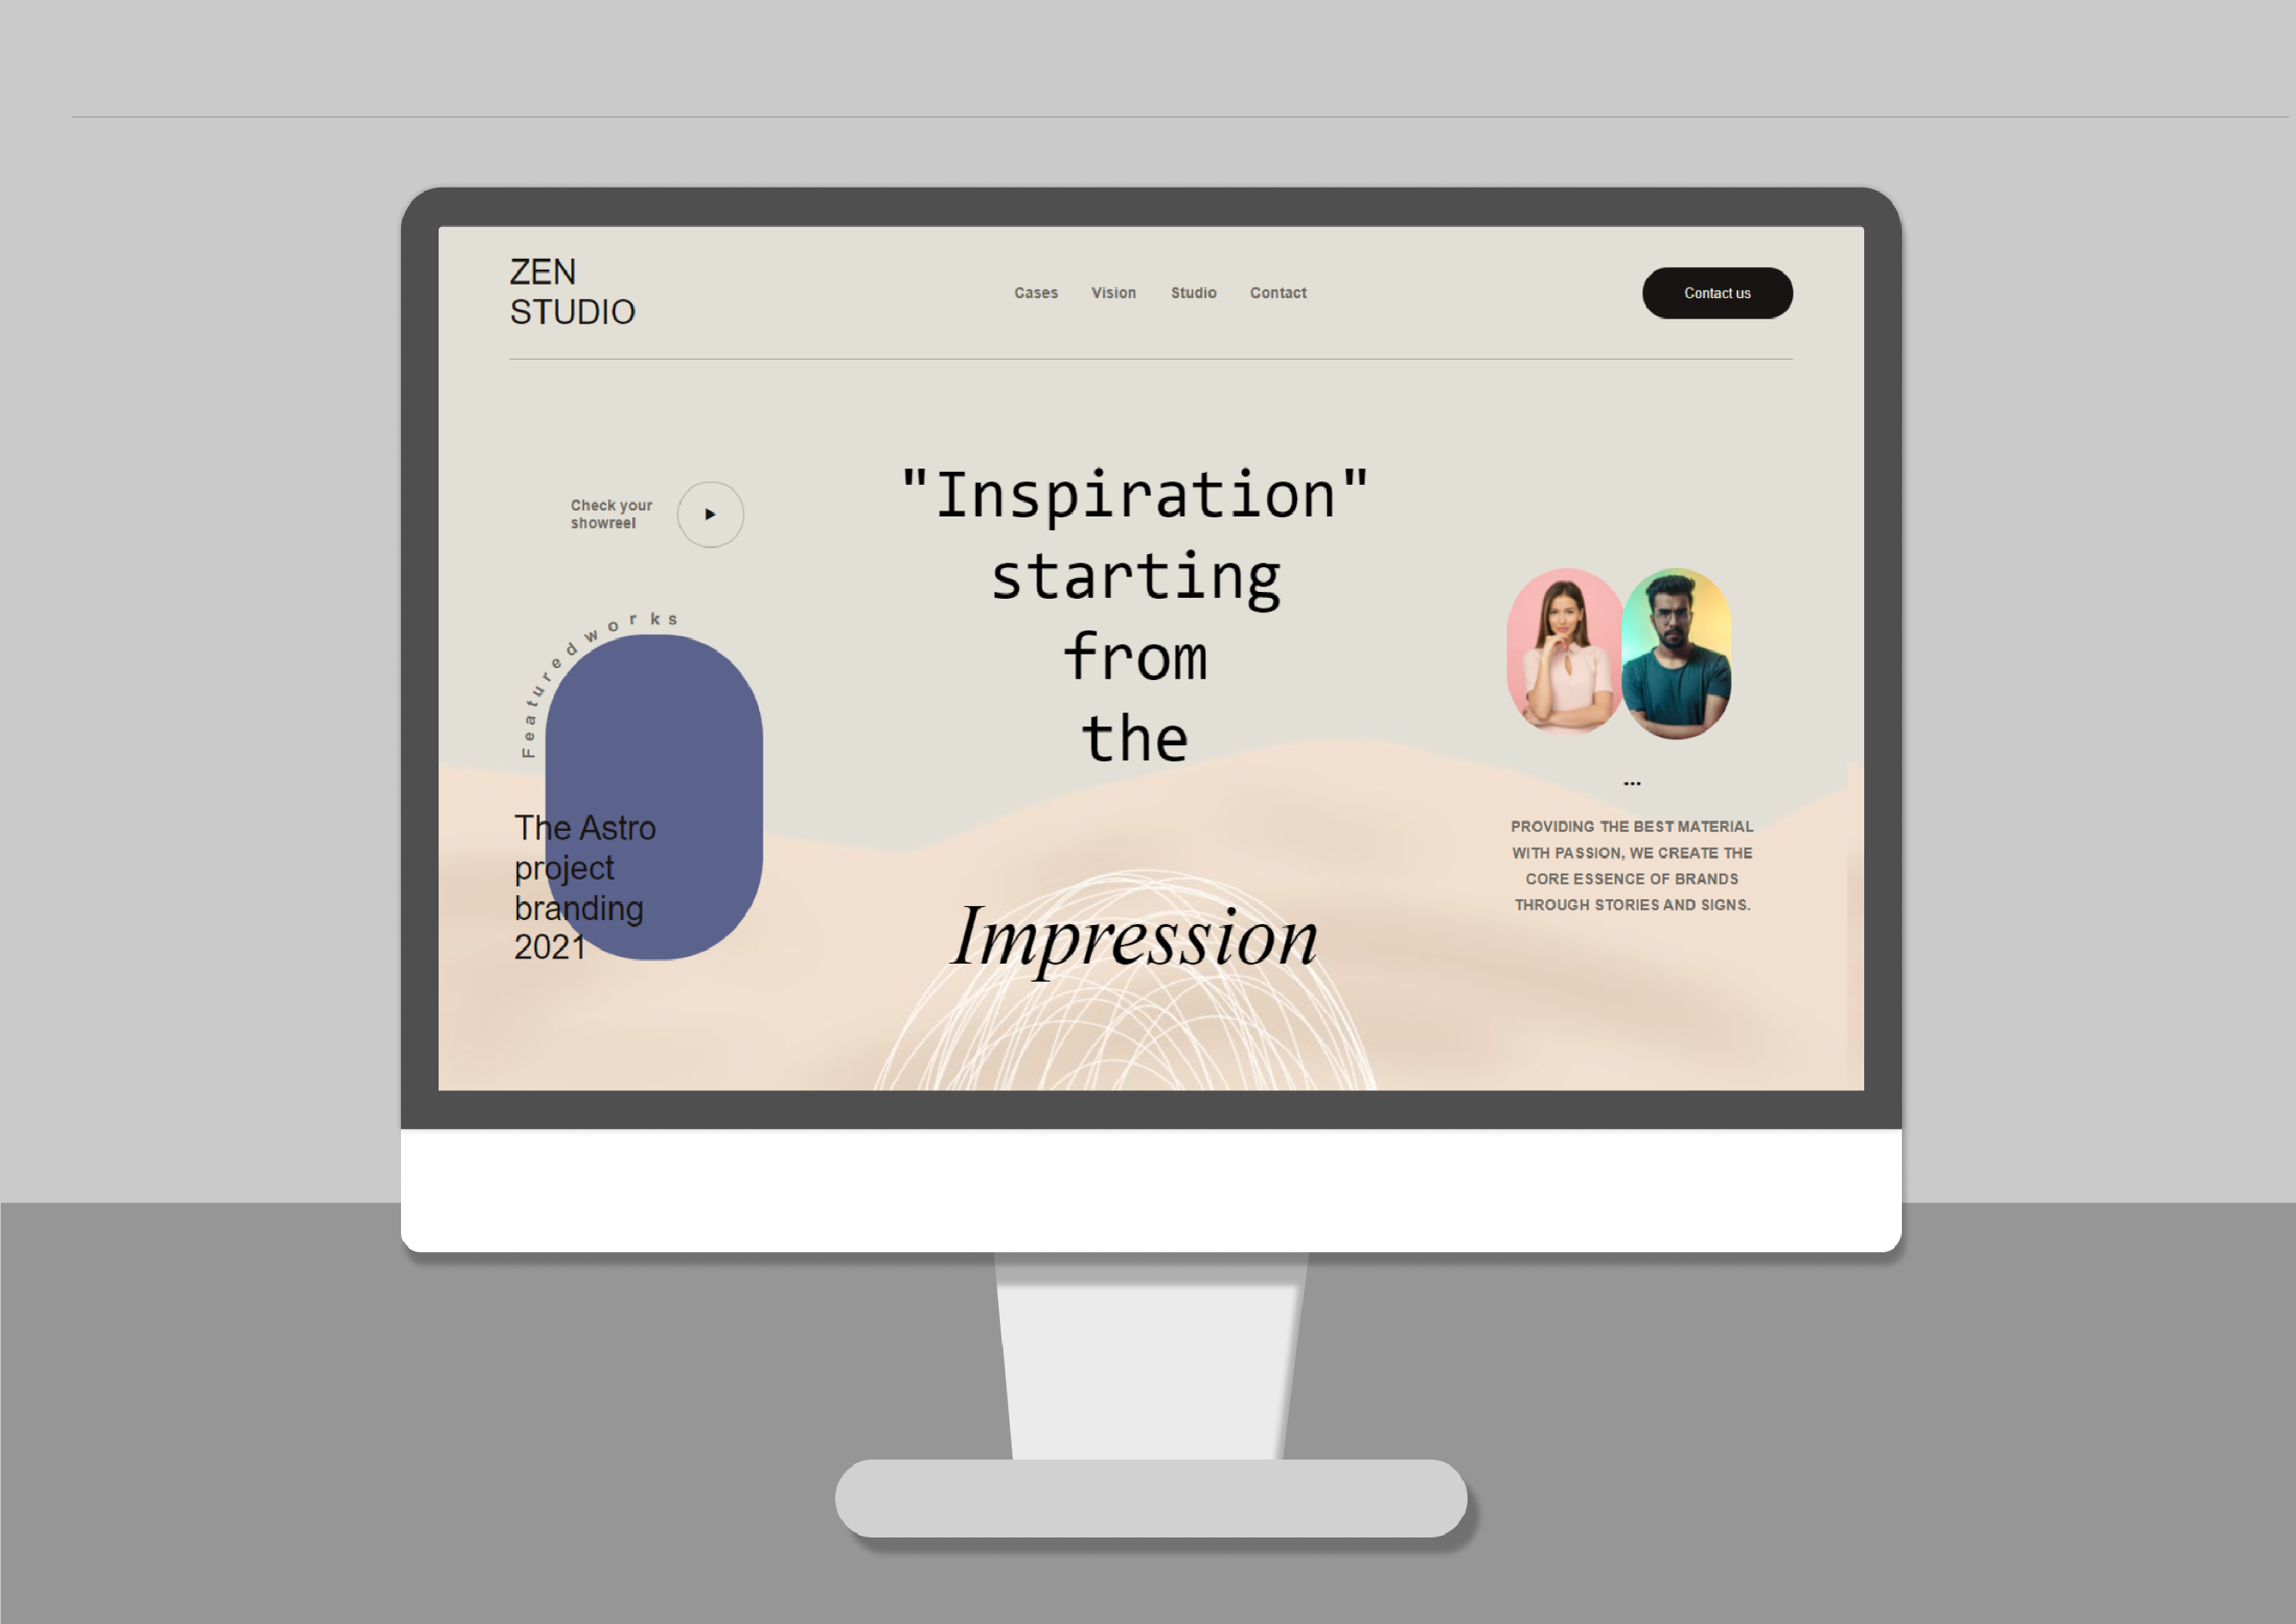 ZEN
STUDIO
Cases Vision Studio Contact
Contact us
Check your
showreel
"Inspiration"
starting
from
the
Impression
Featured works
The Astro
project
branding
2021
...
PROVIDING THE BEST MATERIAL
WITH PASSION, WE CREATE THE
CORE ESSENCE OF BRANDS
THROUGH STORIES AND SIGNS.